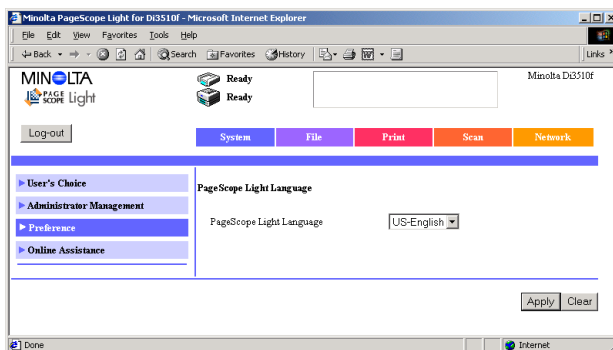 Minolta PageScope Light for Di3510f - Microsoft Internet Explorer
File Edit View Favorites Tools Help
Back Search Favorites History Links
MINOLTA Ready Minolta Di3510f
PAGE SCOPE Light Ready
Log-out System File Print Scan Network
User's Choice
PageScope Light Language
Administrator Management
Preference PageScope Light Language US-English
Online Assistance
Apply Clear
Done Internet